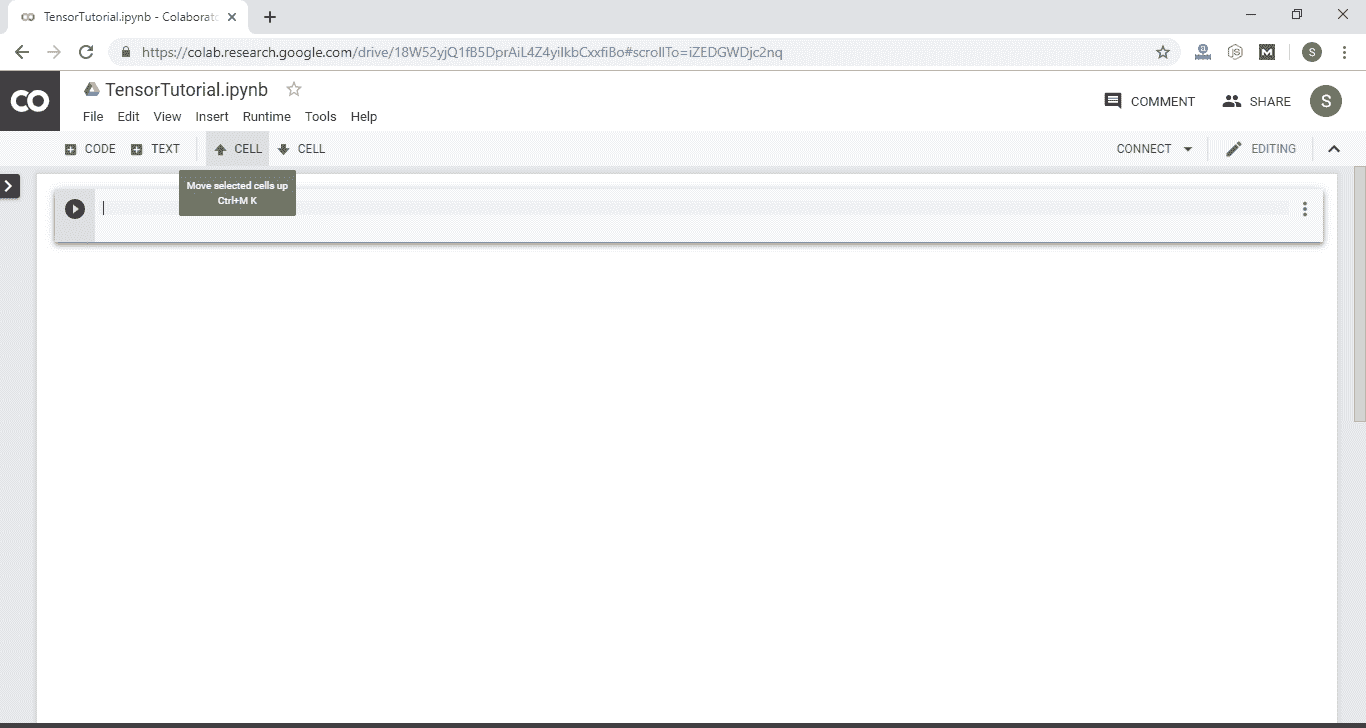 TensorTutorial.ipynb - Colaborato
https://colab.research.google.com/drive/18W52yjQ1fB5DprAiL4Z4yiIkbCxxfiBo#scrollTo=iZEDGWDjc2nq
S
CO
TensorTutorial.ipynb
COMMENT
SHARE
S
File Edit View Insert Runtime Tools Help
CODE TEXT CELL CELL CONNECT EDITING
Move selected cells up
Ctrl+M K